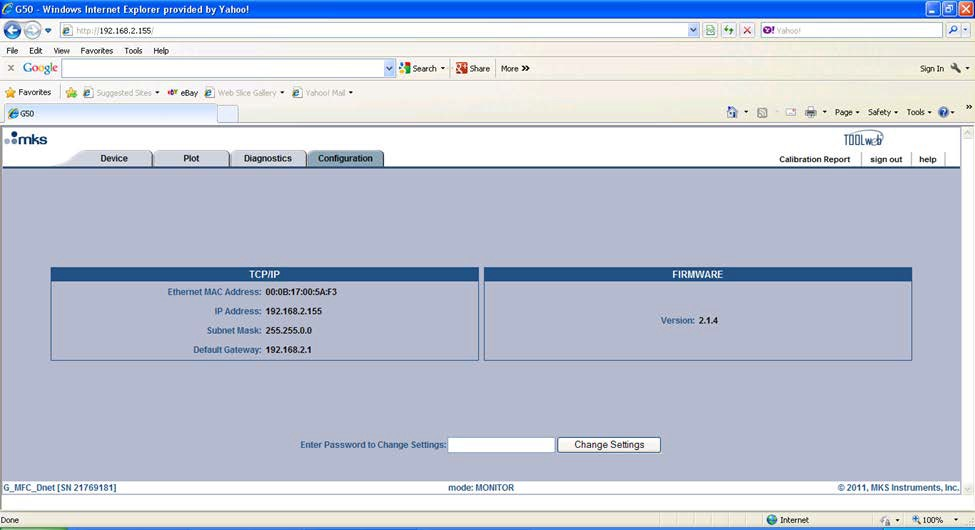 G50 - Windows Internet Explorer provided by Yahoo!
http://192.168.2.155/
Yahoo!
File Edit View Favorites Tools Help
Google Search Share More »
Sign In
Favorites Suggested Sites eBay Web Slice Gallery Yahoo! Mail
G50
Page Safety Tools »
mks
TOOLweb
Device Plot Diagnostics Configuration
Calibration Report sign out help
TCP/IP
Ethernet MAC Address: 00:0B:17:00:5A:F3
IP Address: 192.168.2.155
Subnet Mask: 255.255.0.0
Default Gateway: 192.168.2.1
FIRMWARE
Version: 2.1.4
Enter Password to Change Settings: Change Settings
G_MFC_Dnet [SN 21769181] mode: MONITOR © 2011, MKS Instruments, Inc.
Done Internet 100%